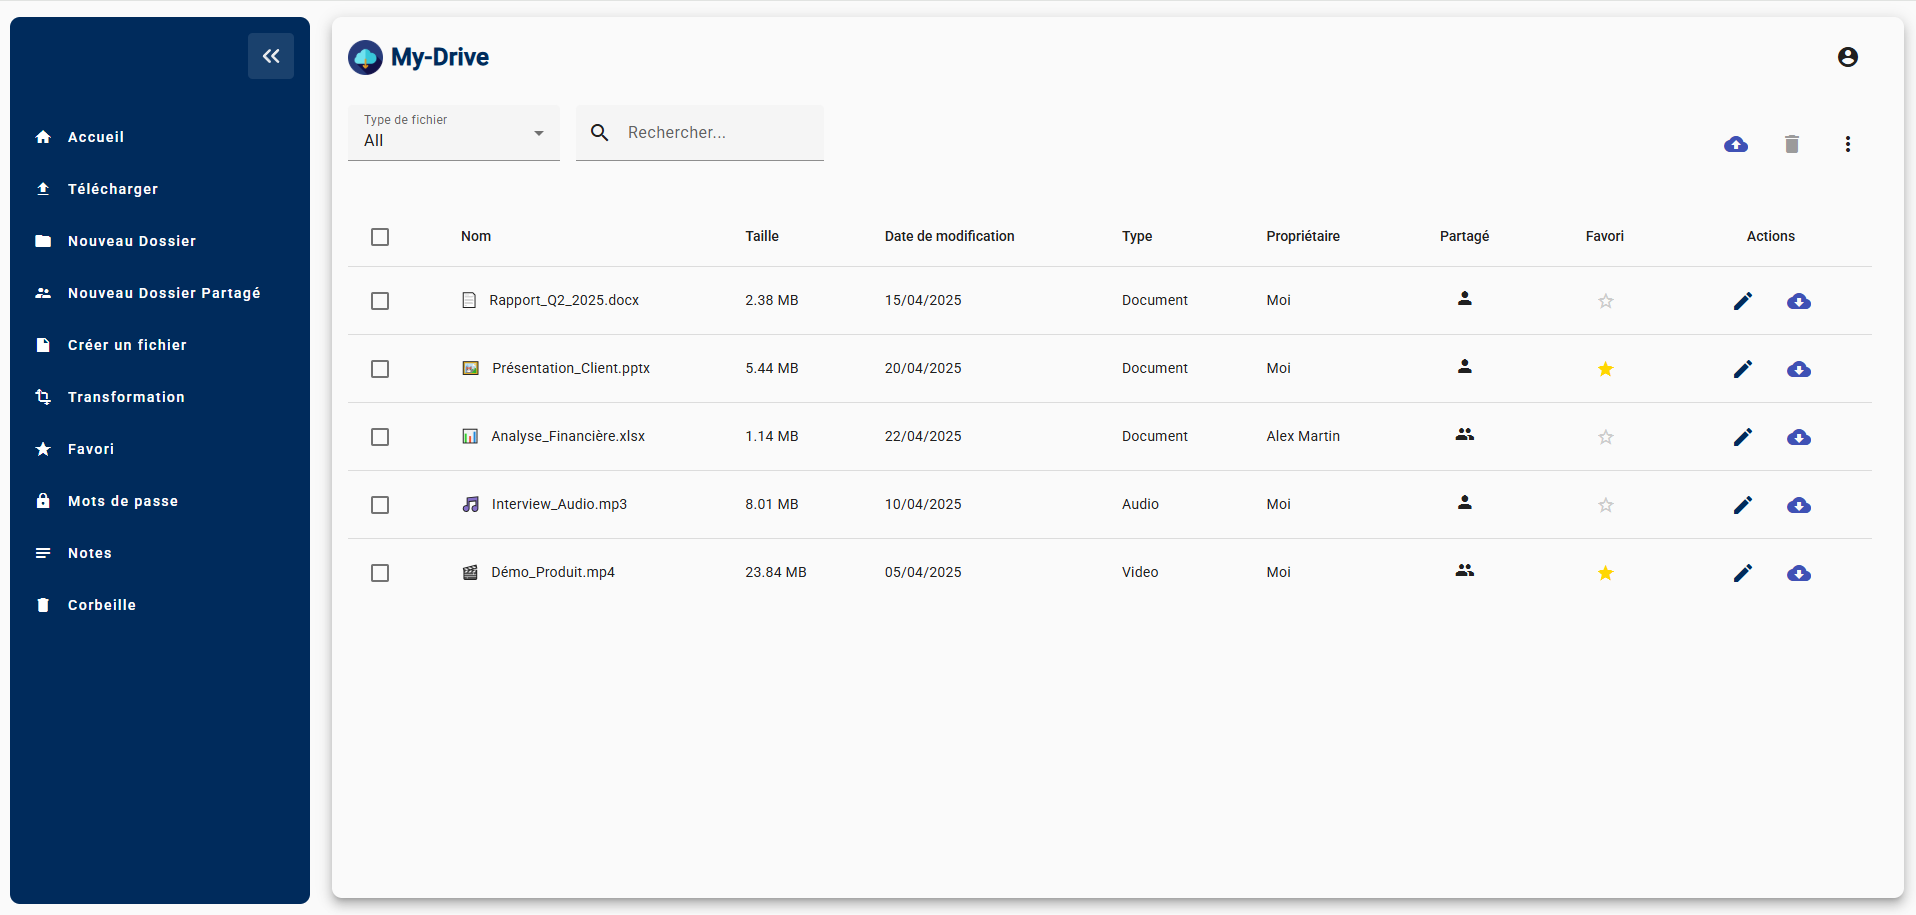 My-Drive
Accueil
Télécharger
Nouveau Dossier
Nouveau Dossier Partagé
Créer un fichier
Transformation
Favori
Mots de passe
Notes
Corbeille
Type de fichier
All
Rechercher...
Nom Taille Date de modification Type Propriétaire Partagé Favori Actions
Rapport_Q2_2025.docx 2.38 MB 15/04/2025 Document Moi
Présentation_Client.pptx 5.44 MB 20/04/2025 Document Moi
Analyse_Financière.xlsx 1.14 MB 22/04/2025 Document Alex Martin
Interview_Audio.mp3 8.01 MB 10/04/2025 Audio Moi
Démo_Produit.mp4 23.84 MB 05/04/2025 Video Moi